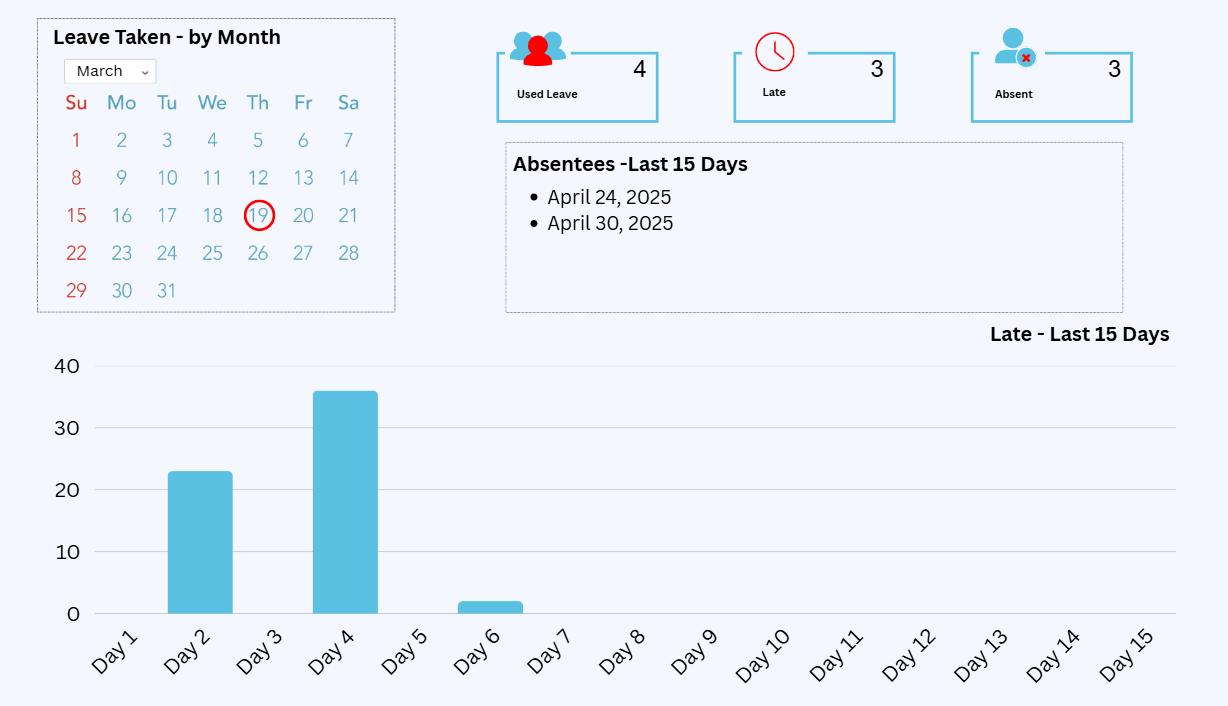 Leave Taken - by Month
March
Su Mo Tu We Th Fr Sa
1 2 3 4 5 6 7
8 9 10 11 12 13 14
15 16 17 18 19 20 21
22 23 24 25 26 27 28
29 30 31
4
Used Leave
3
Late
3
Absent
Absentees -Last 15 Days
• April 24, 2025
• April 30, 2025
Late - Last 15 Days
40
30
20
10
0
Day 1 Day 2 Day 3 Day 4 Day 5 Day 6 Day 7 Day 8 Day 9 Day 10 Day 11 Day 12 Day 13 Day 14 Day 15